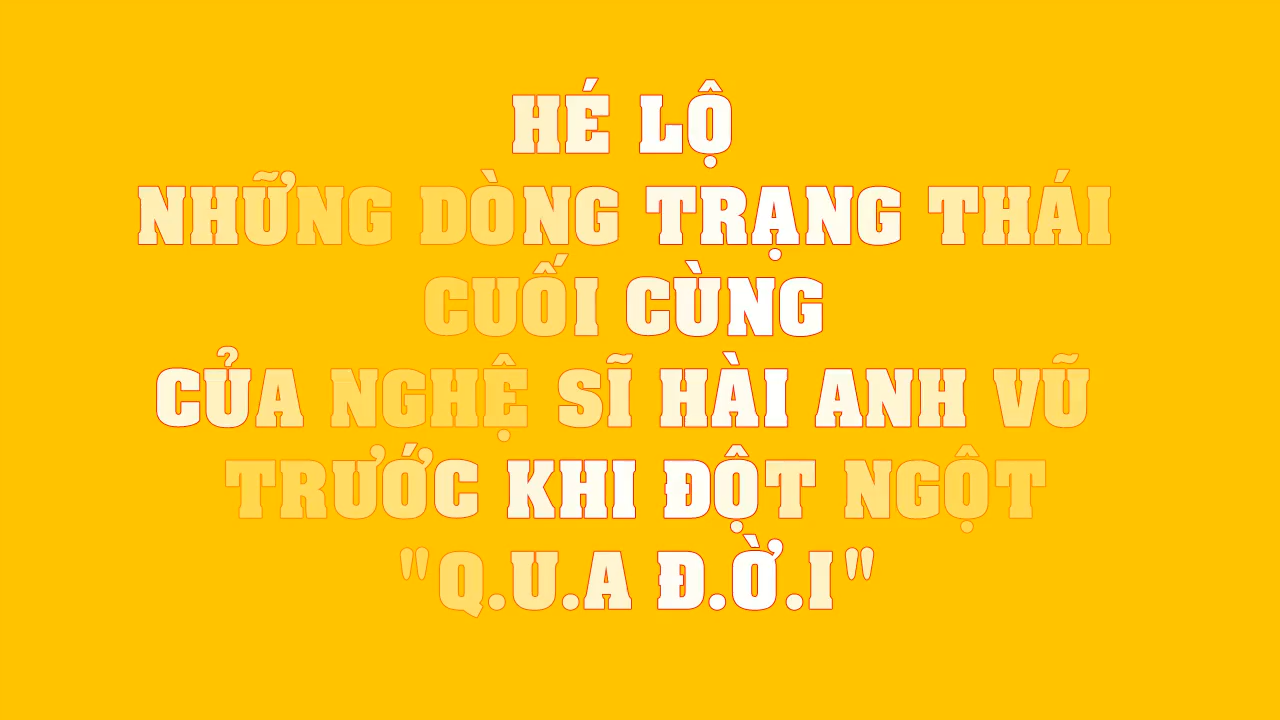 HÉ LỘ
NHỮNG DÒNG TRẠNG THÁI
CUỐI CÙNG
CỦA NGHỆ SĨ HÀI ANH VŨ
TRƯỚC KHI ĐỘT NGỘT
"Q.U.A Đ.Ờ.I"